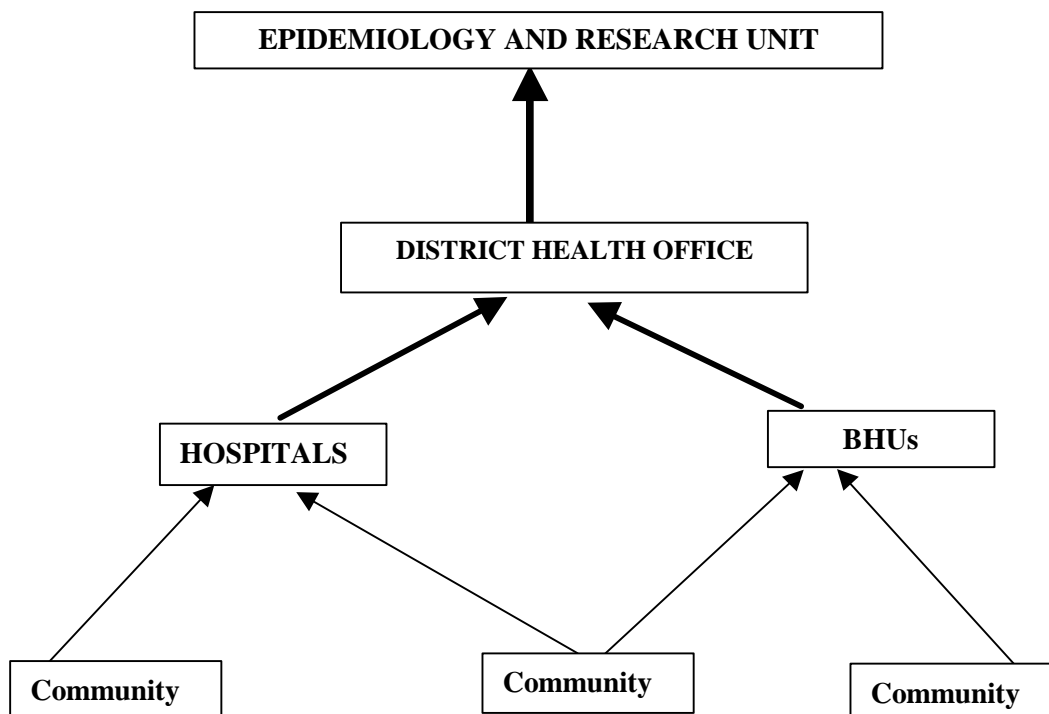 EPIDEMIOLOGY AND RESEARCH UNIT
DISTRICT HEALTH OFFICE
HOSPITALS
BHUs
Community
Community
Community